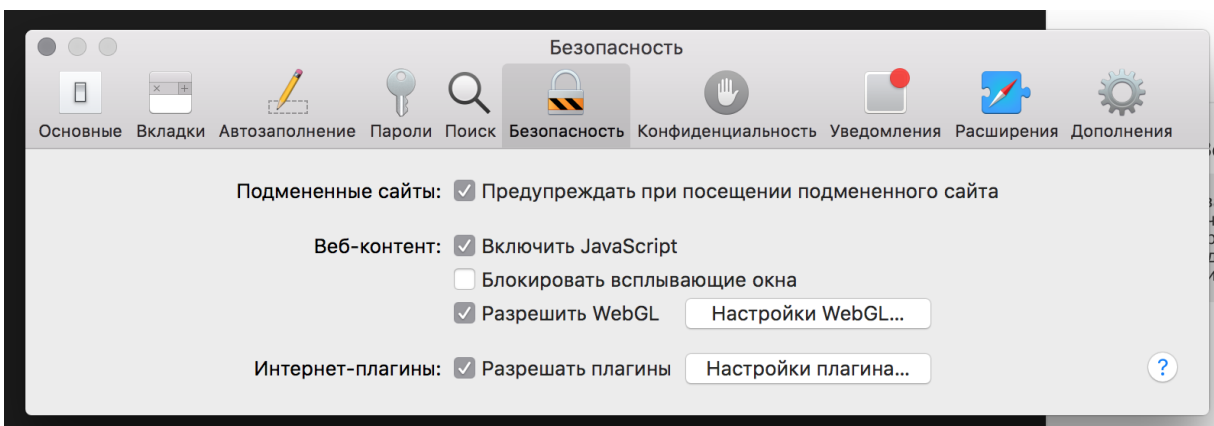 Безопасность
Основные Вкладки Автозаполнение Пароли Поиск Безопасность Конфиденциальность Уведомления Расширения Дополнения
Подмененные сайты: Предупреждать при посещении подмененного сайта
Веб-контент: Включить JavaScript
Блокировать всплывающие окна
Разрешить WebGL Настройки WebGL...
Интернет-плагины: Разрешать плагины Настройки плагина... ?